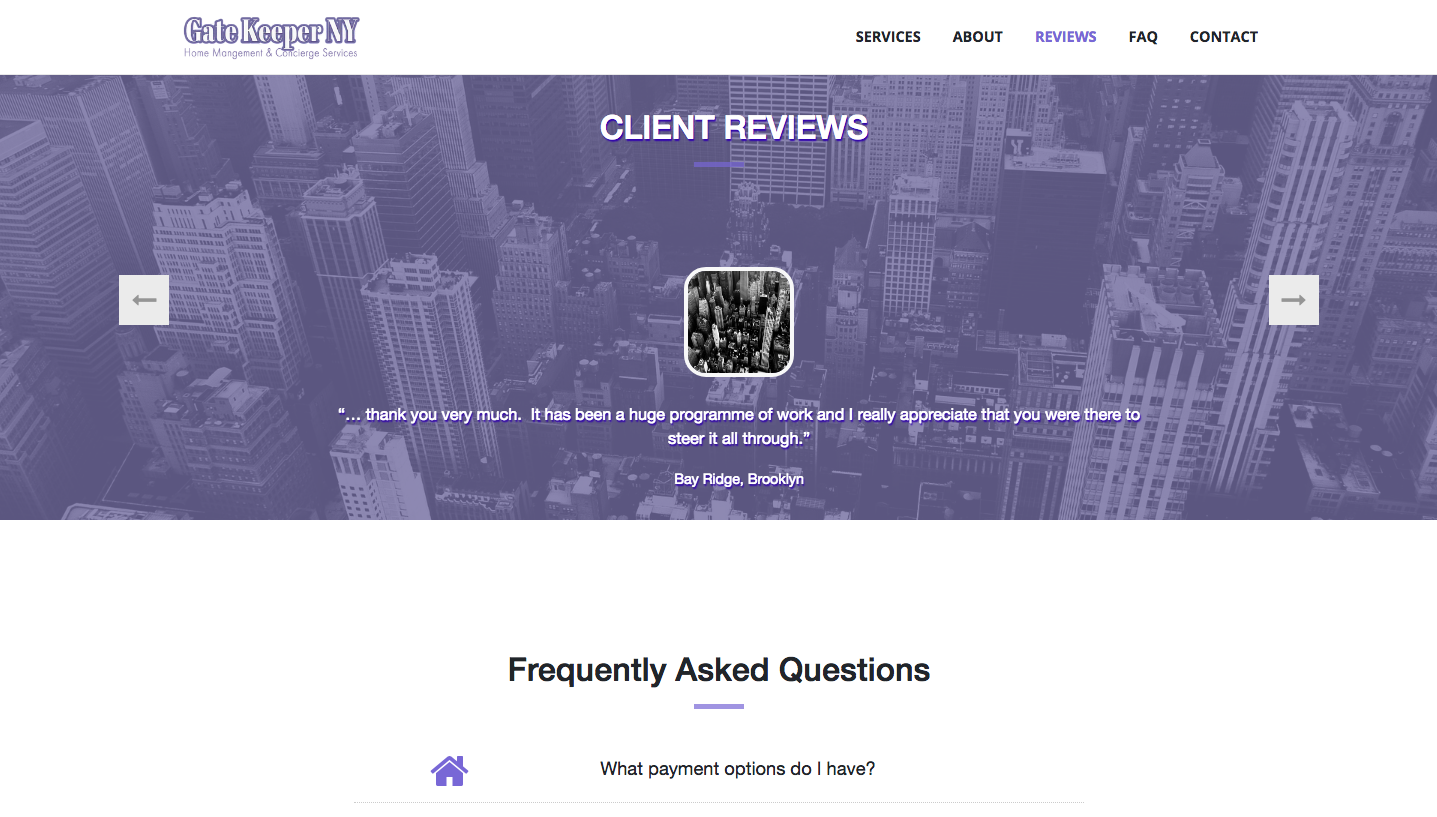 Gate Keeper NY
Home Mangement & Concierge Services
SERVICES ABOUT REVIEWS FAQ CONTACT
CLIENT REVIEWS
“… thank you very much.  It has been a huge programme of work and I really appreciate that you were there to
steer it all through.”
Bay Ridge, Brooklyn
Frequently Asked Questions
What payment options do I have?